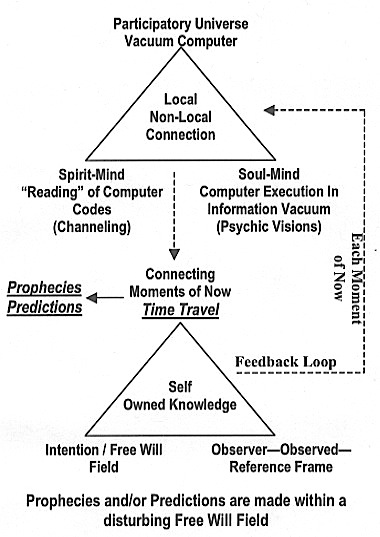 Participatory Universe
Vacuum Computer
Local
Non-Local
Connection
Spirit-Mind
“Reading” of Computer
Codes
(Channeling)
Soul-Mind
Computer Execution In
Information Vacuum
(Psychic Visions)
Each Moment
of Now
Connecting
Moments of Now
Time Travel
Prophecies
Predictions
Feedback Loop
Self
Owned Knowledge
Intention / Free Will
Field
Observer—Observed—
Reference Frame
Prophecies and/or Predictions are made within a
disturbing Free Will Field